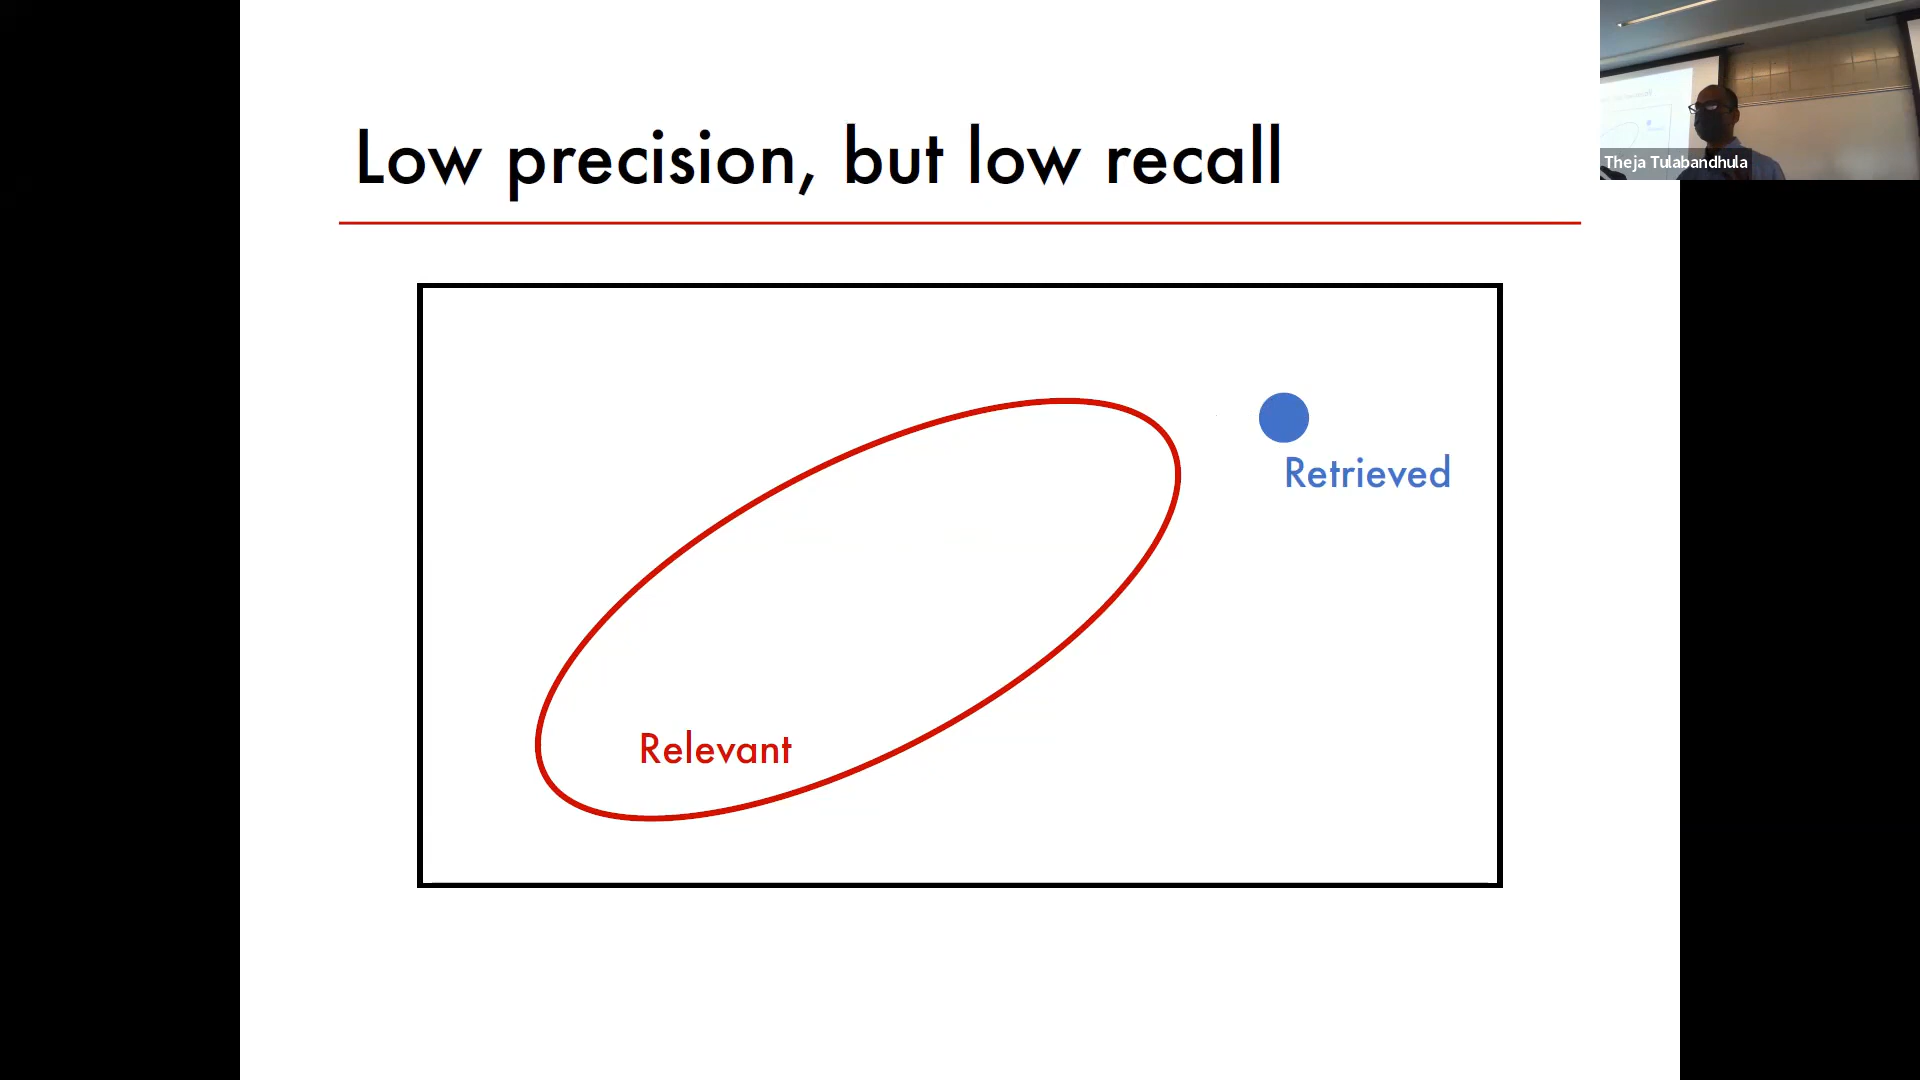 Low precision, but low recall
Theja Tulabandhula
Retrieved
Relevant